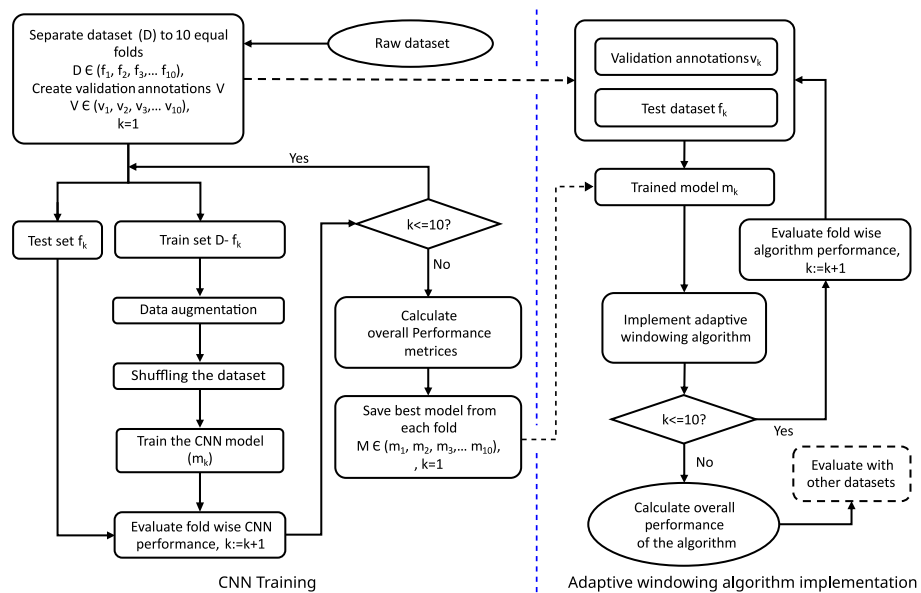 Separate dataset (D) to 10 equal
folds
D Є (f₁, f₂, f₃,... f₁₀),
Create validation annotations V
V Є (v₁, v₂, v₃,... v₁₀),
k=1
Raw dataset
Yes
Test set fₖ
Train set D- fₖ
Data augmentation
Shuffling the dataset
Train the CNN model
(mₖ)
Evaluate fold wise CNN
performance, k:=k+1
k<=10?
No
Calculate
overall Performance
metrices
Save best model from
each fold
M Є (m₁, m₂, m₃,... m₁₀),
, k=1
CNN Training
Validation annotationsvₖ
Test dataset fₖ
Trained model mₖ
Evaluate fold wise
algorithm performance,
k:=k+1
Implement adaptive
windowing algorithm
k<=10?
Yes
No
Evaluate with
other datasets
Calculate overall
performance
of the algorithm
Adaptive windowing algorithm implementation